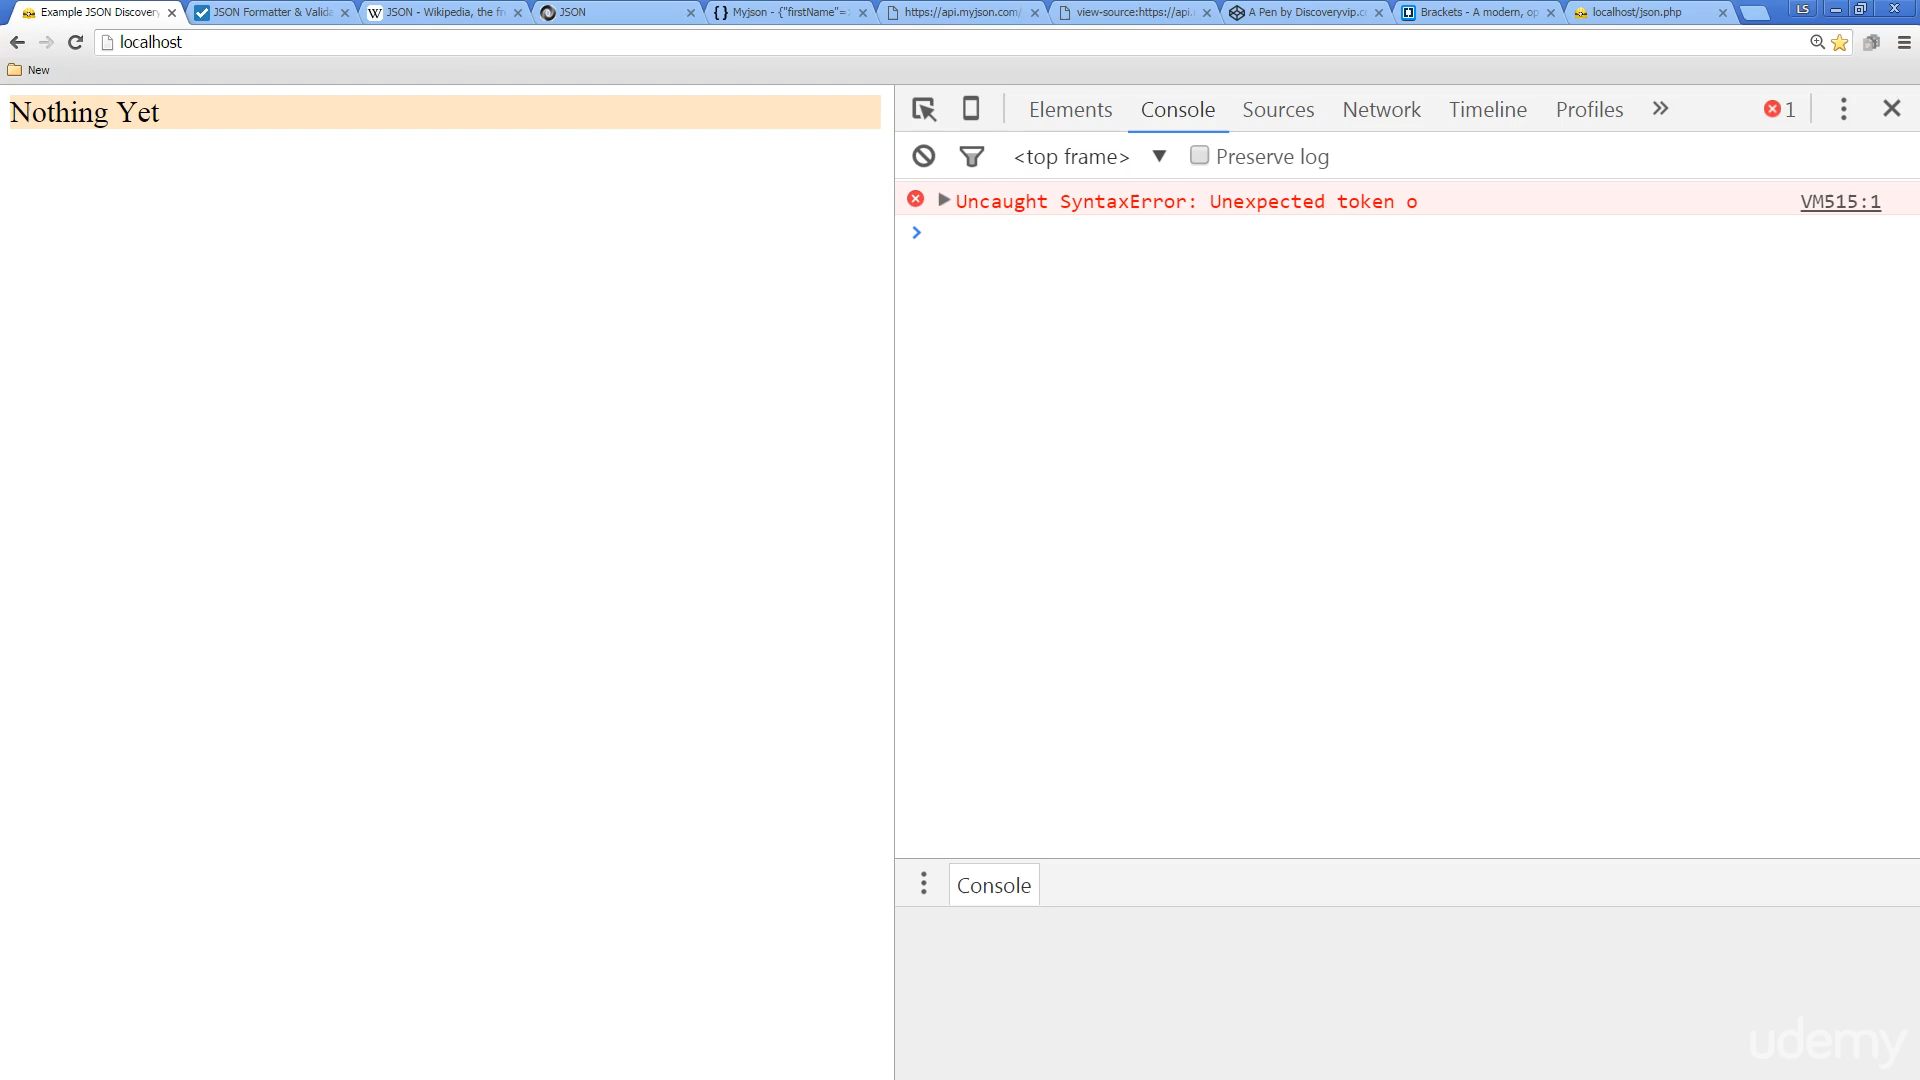 Example JSON Discovery
JSON Formatter & Valida
JSON - Wikipedia, the fr
JSON
Myjson - {"firstName"=
https://api.myjson.com/
view-source:https://api.
A Pen by Discoveryvip.c
Brackets - A modern, op
localhost/json.php
LS
localhost
New
Nothing Yet
Elements Console Sources Network Timeline Profiles » 1
<top frame> ▼ Preserve log
Uncaught SyntaxError: Unexpected token o VM515:1
Console
udemy